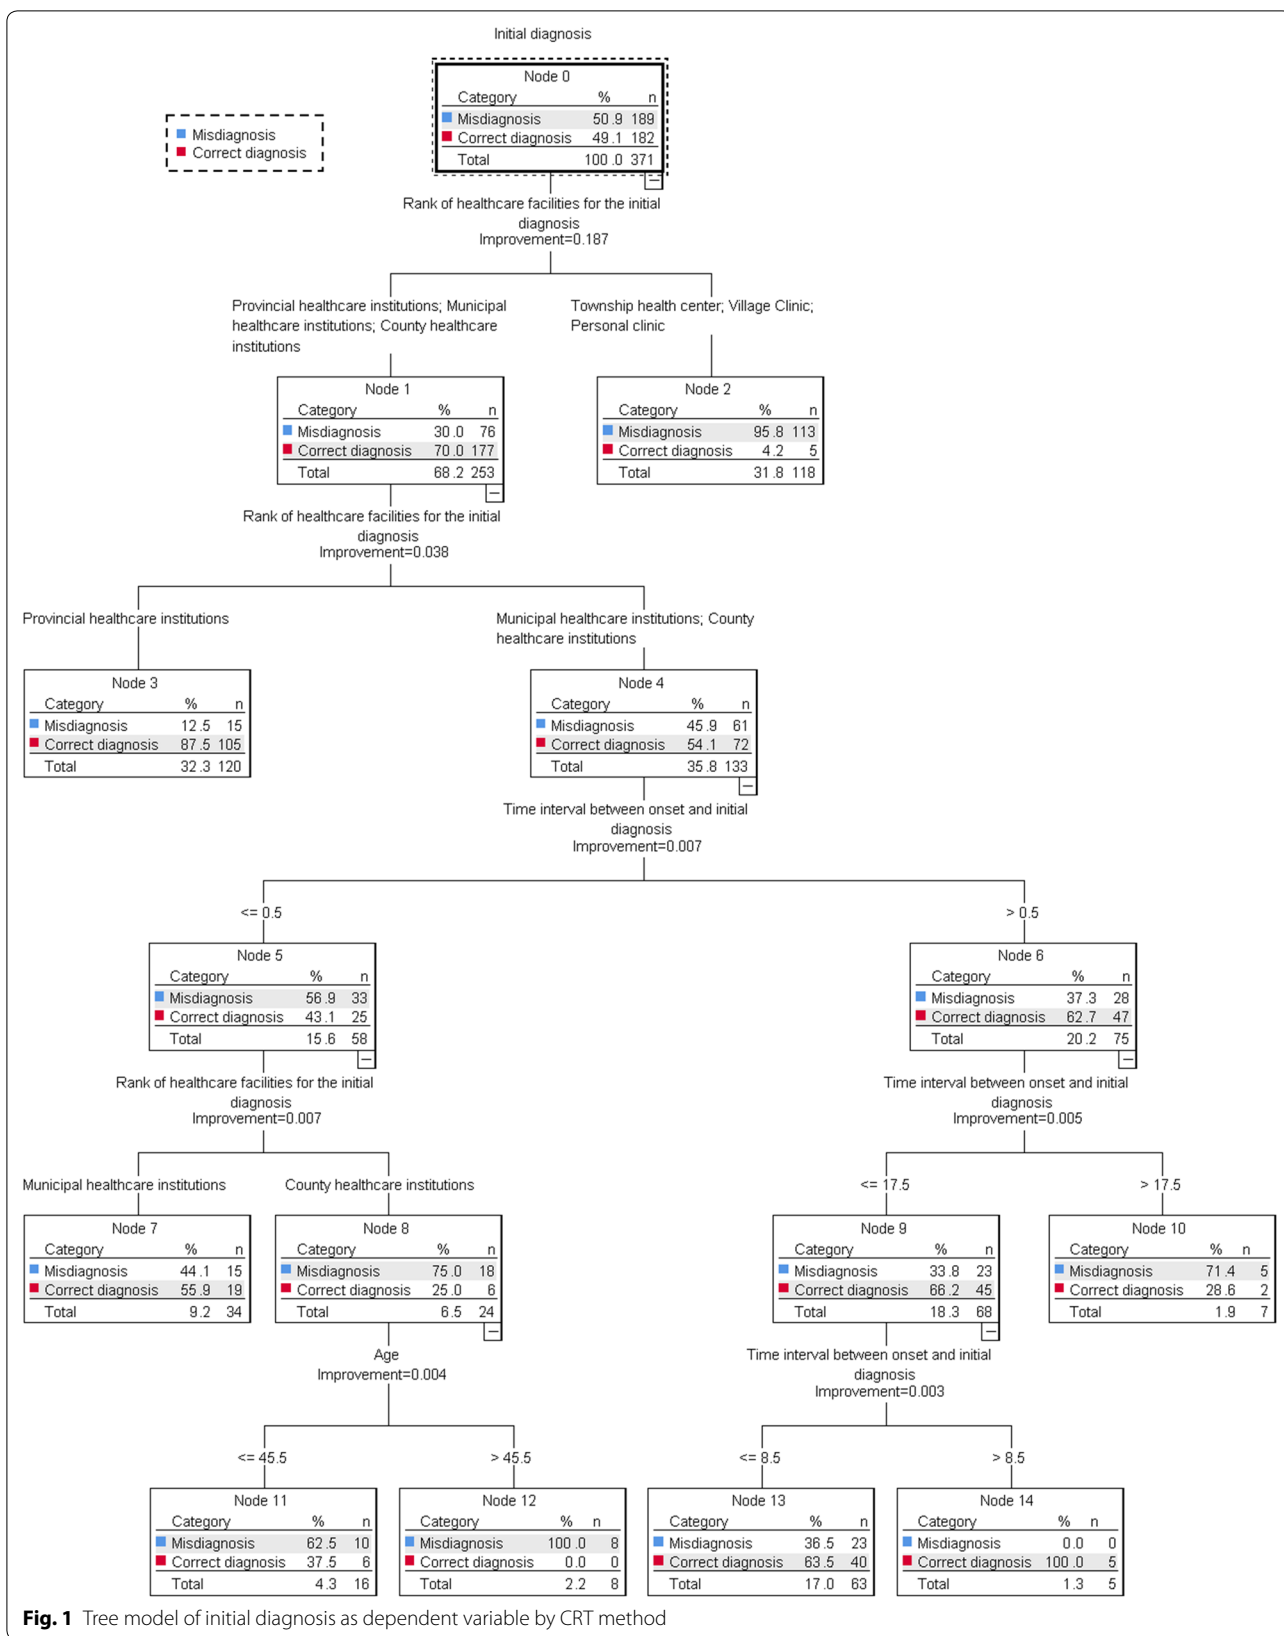 Initial diagnosis
Misdiagnosis
Correct diagnosis
Node 0
Category % n
Misdiagnosis 50.9 189
Correct diagnosis 49.1 182
Total 100.0 371
Rank of healthcare facilities for the initial
diagnosis
Improvement=0.187
Provincial healthcare institutions; Municipal
healthcare institutions; County healthcare
institutions
Township health center; Village Clinic;
Personal clinic
Node 1
Category % n
Misdiagnosis 30.0 76
Correct diagnosis 70.0 177
Total 68.2 253
Node 2
Category % n
Misdiagnosis 95.8 113
Correct diagnosis 4.2 5
Total 31.8 118
Rank of healthcare facilities for the initial
diagnosis
Improvement=0.038
Provincial healthcare institutions
Municipal healthcare institutions; County
healthcare institutions
Node 3
Category % n
Misdiagnosis 12.5 15
Correct diagnosis 87.5 105
Total 32.3 120
Node 4
Category % n
Misdiagnosis 45.9 61
Correct diagnosis 54.1 72
Total 35.8 133
Time interval between onset and initial
diagnosis
Improvement=0.007
<= 0.5
> 0.5
Node 5
Category % n
Misdiagnosis 56.9 33
Correct diagnosis 43.1 25
Total 15.6 58
Node 6
Category % n
Misdiagnosis 37.3 28
Correct diagnosis 62.7 47
Total 20.2 75
Rank of healthcare facilities for the initial
diagnosis
Improvement=0.007
Time interval between onset and initial
diagnosis
Improvement=0.005
Municipal healthcare institutions
County healthcare institutions
<= 17.5
> 17.5
Node 7
Category % n
Misdiagnosis 44.1 15
Correct diagnosis 55.9 19
Total 9.2 34
Node 8
Category % n
Misdiagnosis 75.0 18
Correct diagnosis 25.0 6
Total 6.5 24
Node 9
Category % n
Misdiagnosis 33.8 23
Correct diagnosis 66.2 45
Total 18.3 68
Node 10
Category % n
Misdiagnosis 71.4 5
Correct diagnosis 28.6 2
Total 1.9 7
Age
Improvement=0.004
Time interval between onset and initial
diagnosis
Improvement=0.003
<= 45.5
> 45.5
<= 8.5
> 8.5
Node 11
Category % n
Misdiagnosis 62.5 10
Correct diagnosis 37.5 6
Total 4.3 16
Node 12
Category % n
Misdiagnosis 100.0 8
Correct diagnosis 0.0 0
Total 2.2 8
Node 13
Category % n
Misdiagnosis 36.5 23
Correct diagnosis 63.5 40
Total 17.0 63
Node 14
Category % n
Misdiagnosis 0.0 0
Correct diagnosis 100.0 5
Total 1.3 5
Fig. 1 Tree model of initial diagnosis as dependent variable by CRT method